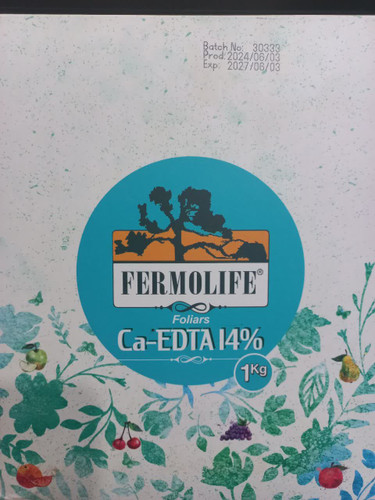 Batch No: 30333
Prod: 2024/06/03
Exp: 2027/06/03
FERMOLIFE®
Foliars
Ca-EDTA 14%
1Kg